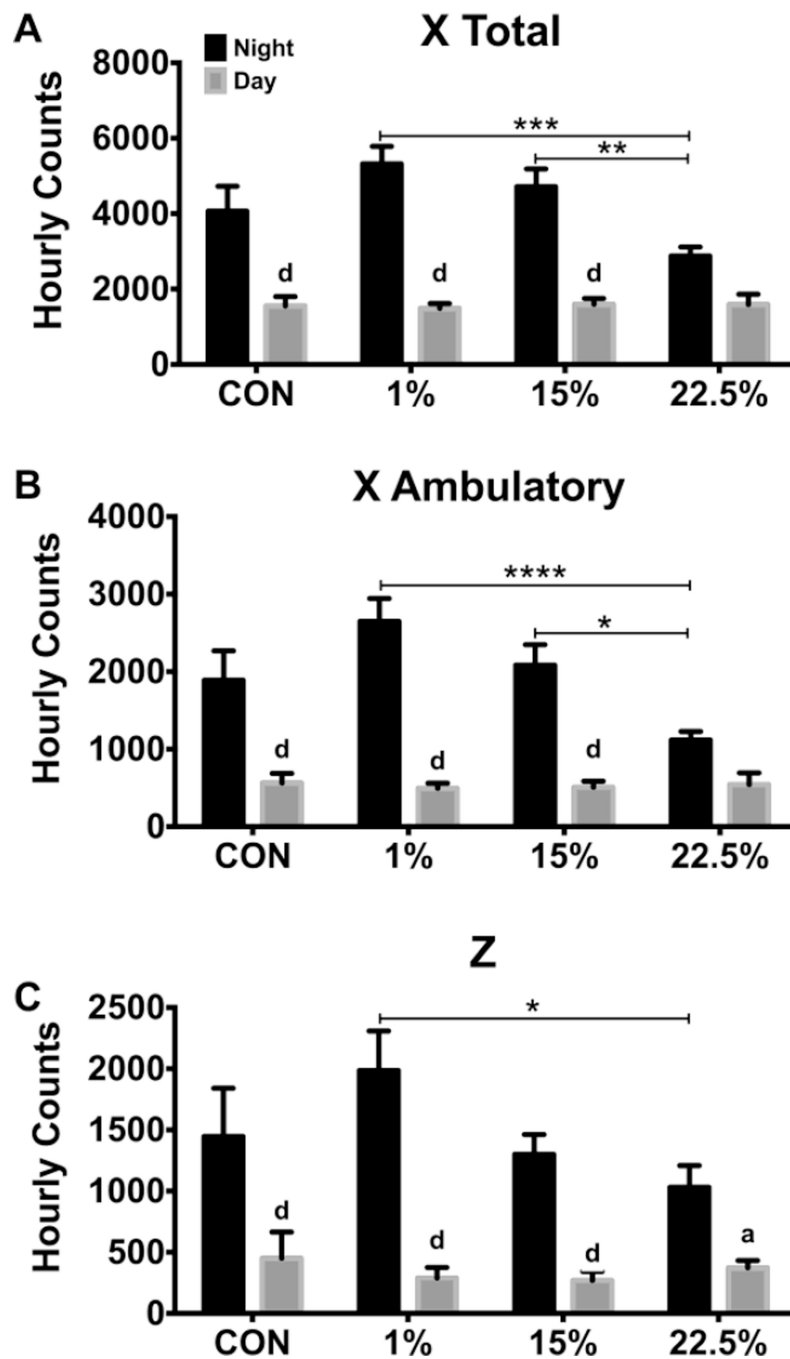 A
X Total
Night
Day
Hourly Counts
8000
6000
4000
2000
0
***
**
d
d
d
CON 1% 15% 22.5%
B
X Ambulatory
Hourly Counts
4000
3000
2000
1000
0
****
*
d
d
d
CON 1% 15% 22.5%
C
Z
Hourly Counts
2500
2000
1500
1000
500
0
*
d
d
d
a
CON 1% 15% 22.5%